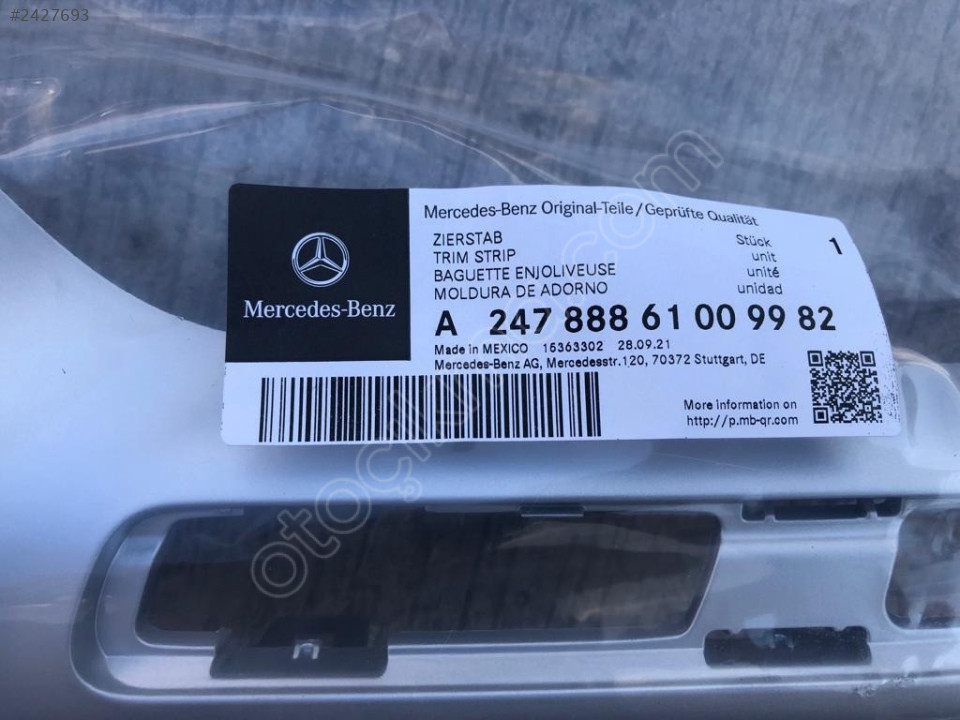 #2427693
Mercedes-Benz
Mercedes-Benz Original-Teile/Geprüfte Qualität
ZIERSTAB Stück 1
TRIM STRIP unit
BAGUETTE ENJOLIVEUSE unité
MOLDURA DE ADORNO unidad
A 247 888 61 00 99 82
Made in MEXICO 15363302 28.09.21
Mercedes-Benz AG, Mercedesstr.120, 70372 Stuttgart, DE
More information on
http://p.mb-qr.com
otocikma.com